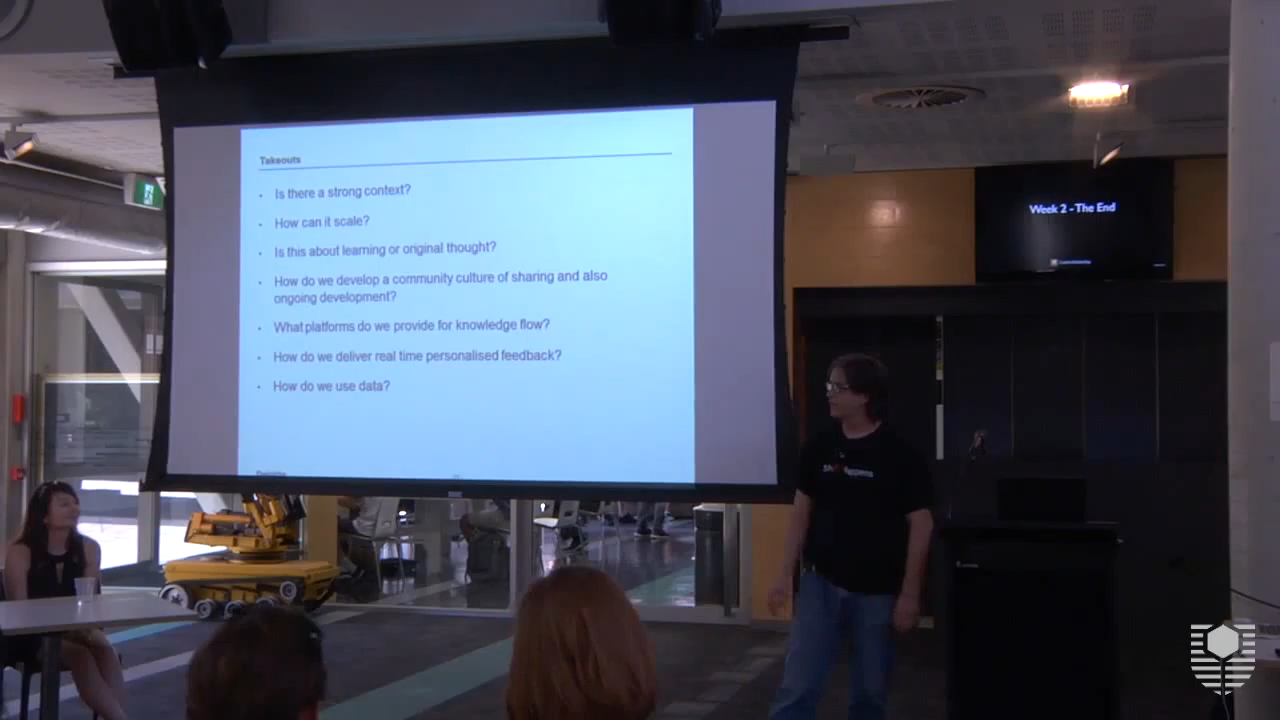 Takeouts
Is there a strong context?
How can it scale?
Is this about learning or original thought?
How do we develop a community culture of sharing and also
ongoing development?
What platforms do we provide for knowledge flow?
How do we deliver real time personalised feedback?
How do we use data?
Week 2 - The End